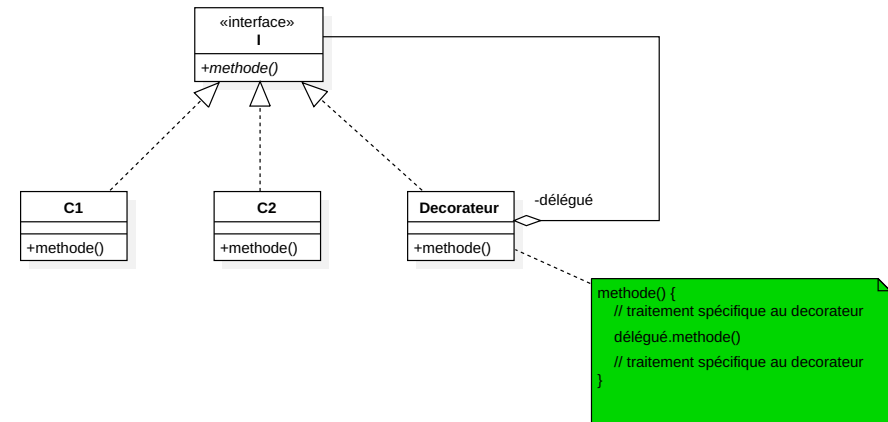 «interface»
I
+methode()
C1
+methode()
C2
+methode()
Decorateur
+methode()
-délégué
methode() {
// traitement spécifique au decorateur
délégué.methode()
// traitement spécifique au decorateur
}